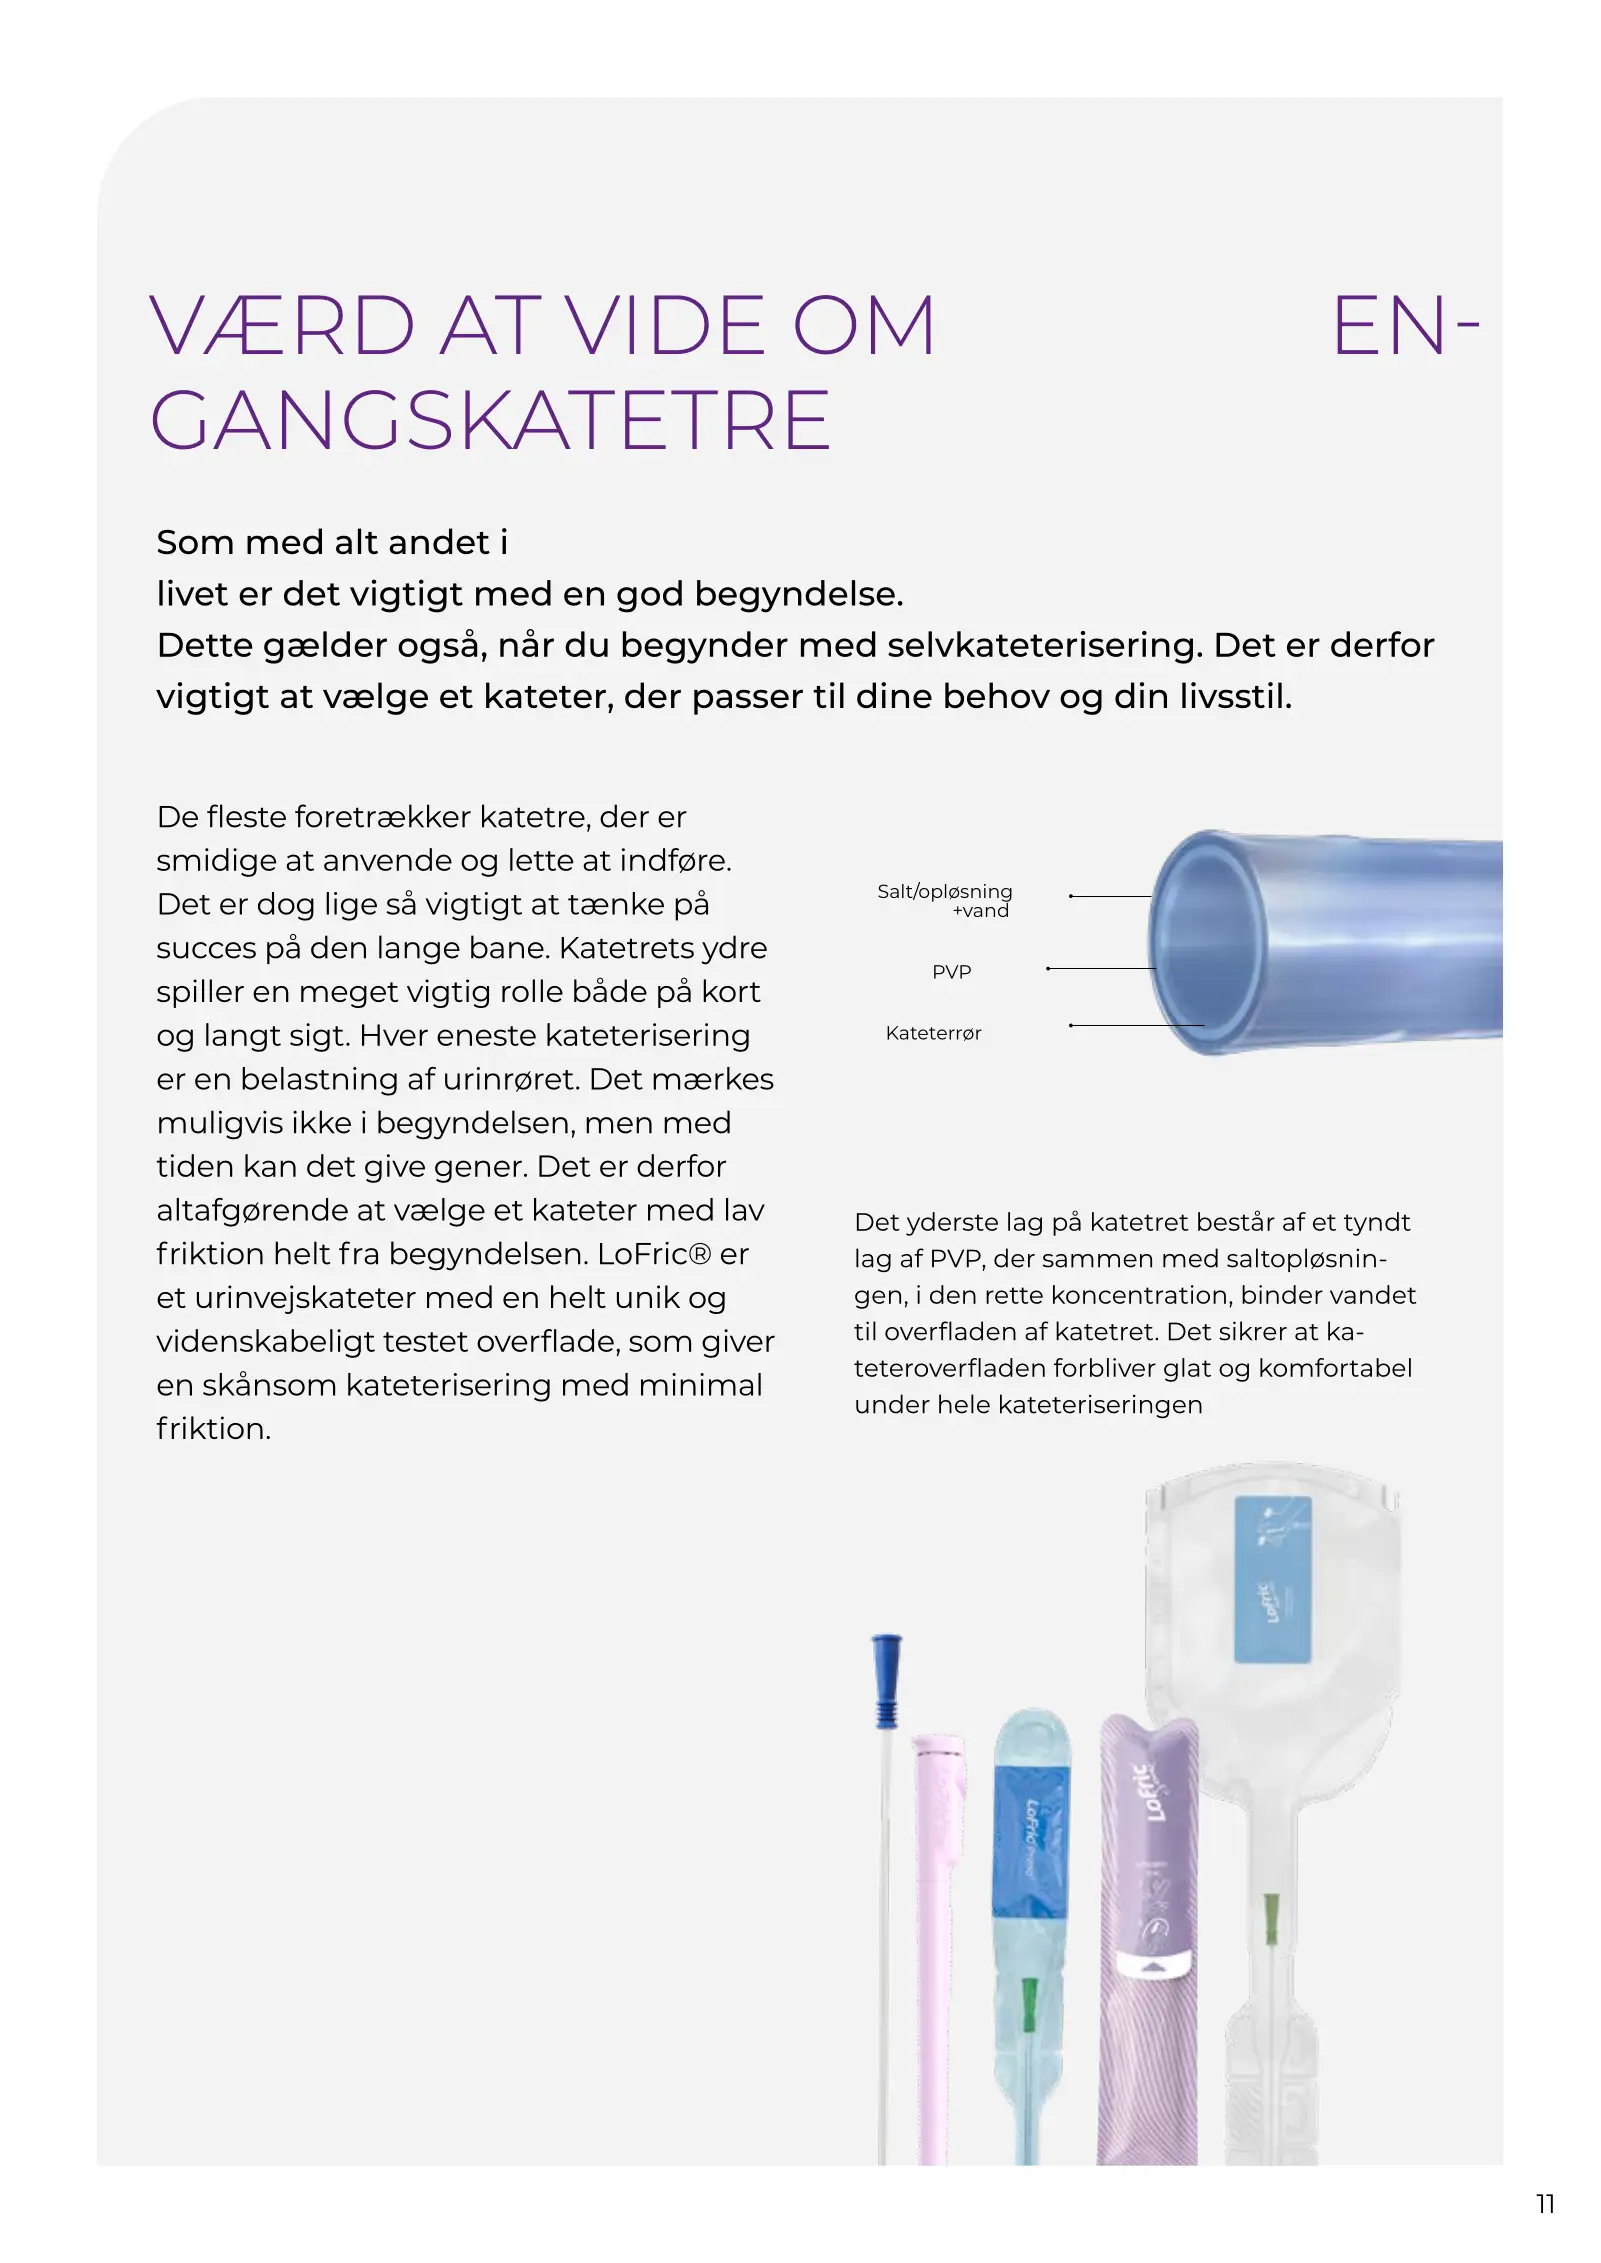 VÆRD AT VIDE OM EN-
GANGSKATETRE
Som med alt andet i
livet er det vigtigt med en god begyndelse.
Dette gælder også, når du begynder med selvkateterisering. Det er derfor
vigtigt at vælge et kateter, der passer til dine behov og din livsstil.
De fleste foretrækker katetre, der er
smidige at anvende og lette at indføre.
Det er dog lige så vigtigt at tænke på
succes på den lange bane. Katetrets ydre
spiller en meget vigtig rolle både på kort
og langt sigt. Hver eneste kateterisering
er en belastning af urinrøret. Det mærkes
muligvis ikke i begyndelsen, men med
tiden kan det give gener. Det er derfor
altafgørende at vælge et kateter med lav
friktion helt fra begyndelsen. LoFric® er
et urinvejskateter med en helt unik og
videnskabeligt testet overflade, som giver
en skånsom kateterisering med minimal
friktion.
Salt/opløsning
+vand
PVP
Kateterrør
Det yderste lag på katetret består af et tyndt
lag af PVP, der sammen med saltopløsnin-
gen, i den rette koncentration, binder vandet
til overfladen af katetret. Det sikrer at ka-
teteroverfladen forbliver glat og komfortabel
under hele kateteriseringen
LoFric
LoFric Primo
LoFric
11